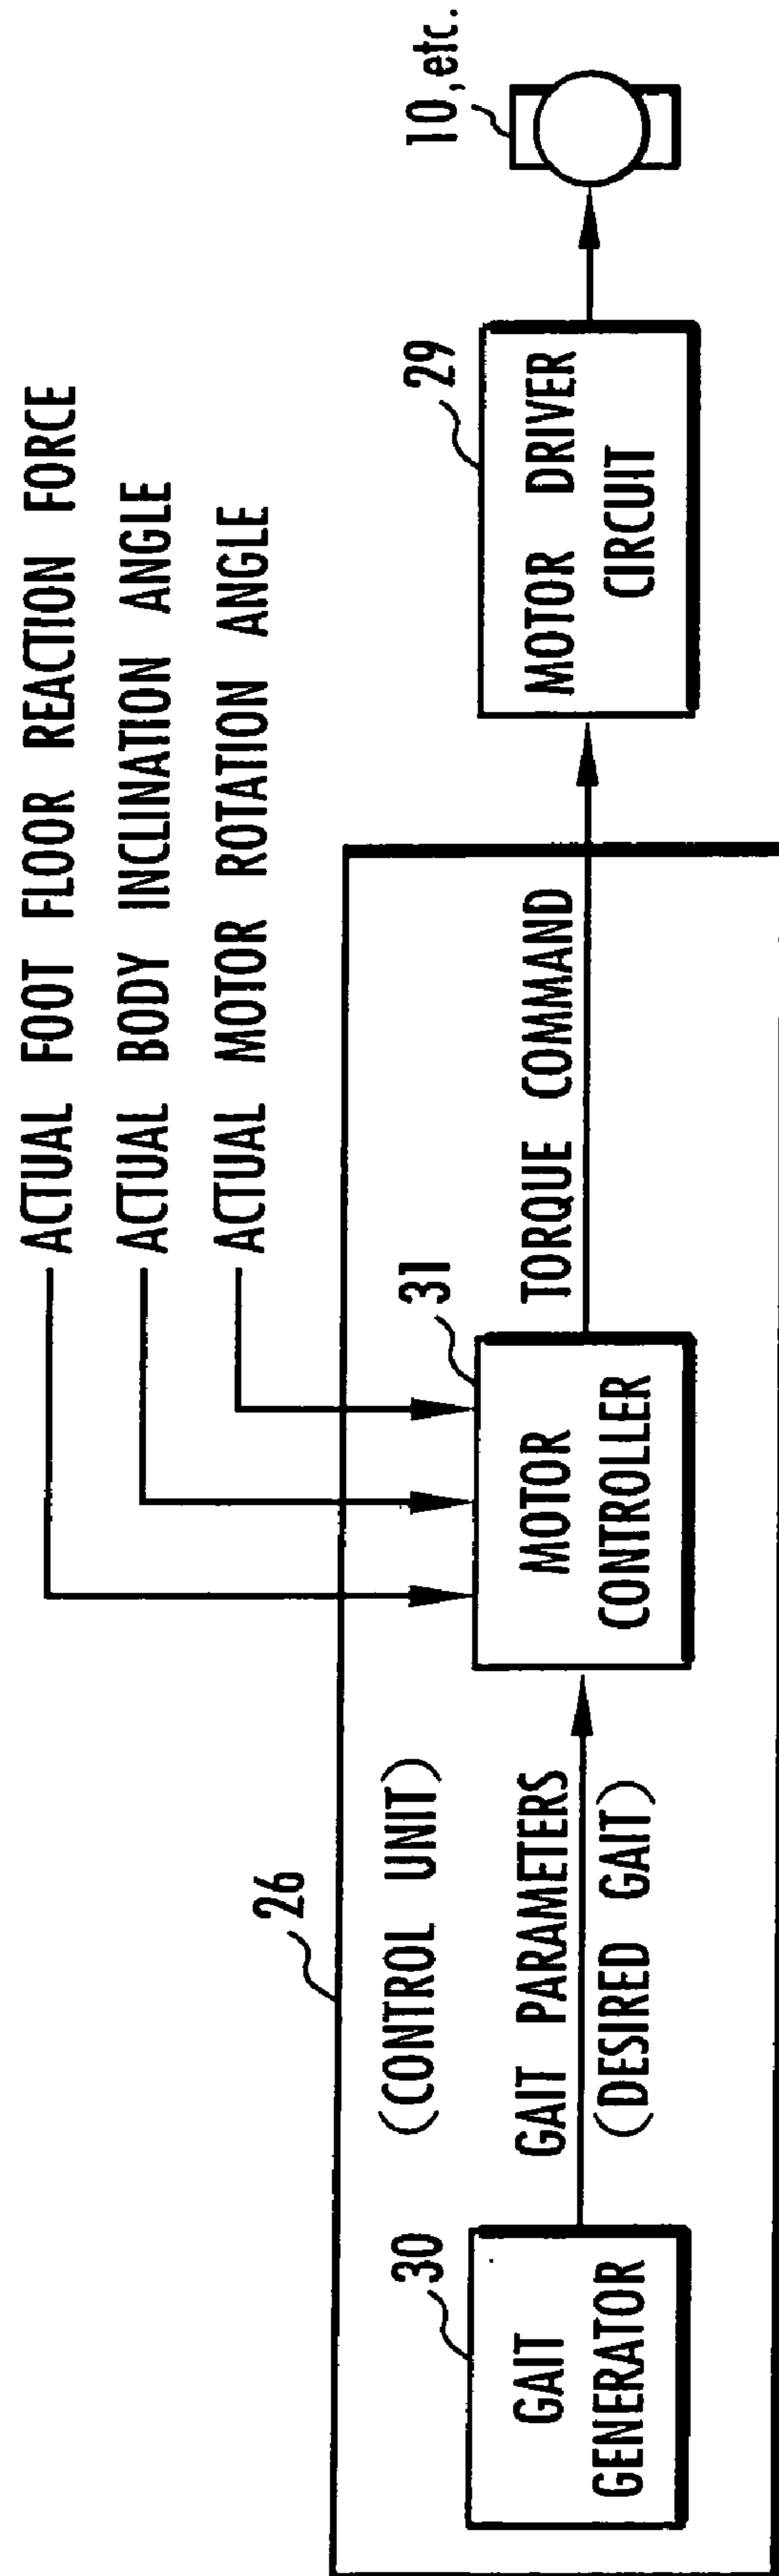 ACTUAL FOOT FLOOR REACTION FORCE
ACTUAL BODY INCLINATION ANGLE
ACTUAL MOTOR ROTATION ANGLE
26
(CONTROL UNIT)
30
GAIT
GENERATOR
GAIT PARAMETERS
(DESIRED GAIT)
31
MOTOR
CONTROLLER
TORQUE COMMAND
29
MOTOR DRIVER
CIRCUIT
10, etc.